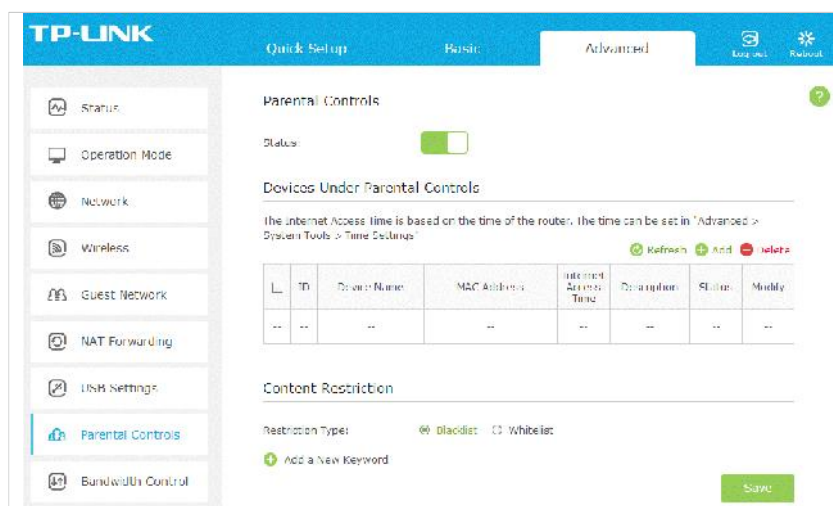 TP-LINK
Quick Setup
Basic
Advanced
Log out
Reboot
Status
Operation Mode
Network
Wireless
Guest Network
NAT Forwarding
USB Settings
Parental Controls
Bandwidth Control
Parental Controls
?
Status:
Devices Under Parental Controls
The Internet Access Time is based on the time of the router. The time can be set in "Advanced >
System Tools > Time Settings"
Refresh Add Delete
ID Device Name MAC Address Internet Access Time Description Status Modify
-- -- -- -- -- -- -- --
Content Restriction
Restriction Type: Blacklist Whitelist
Add a New Keyword
Save